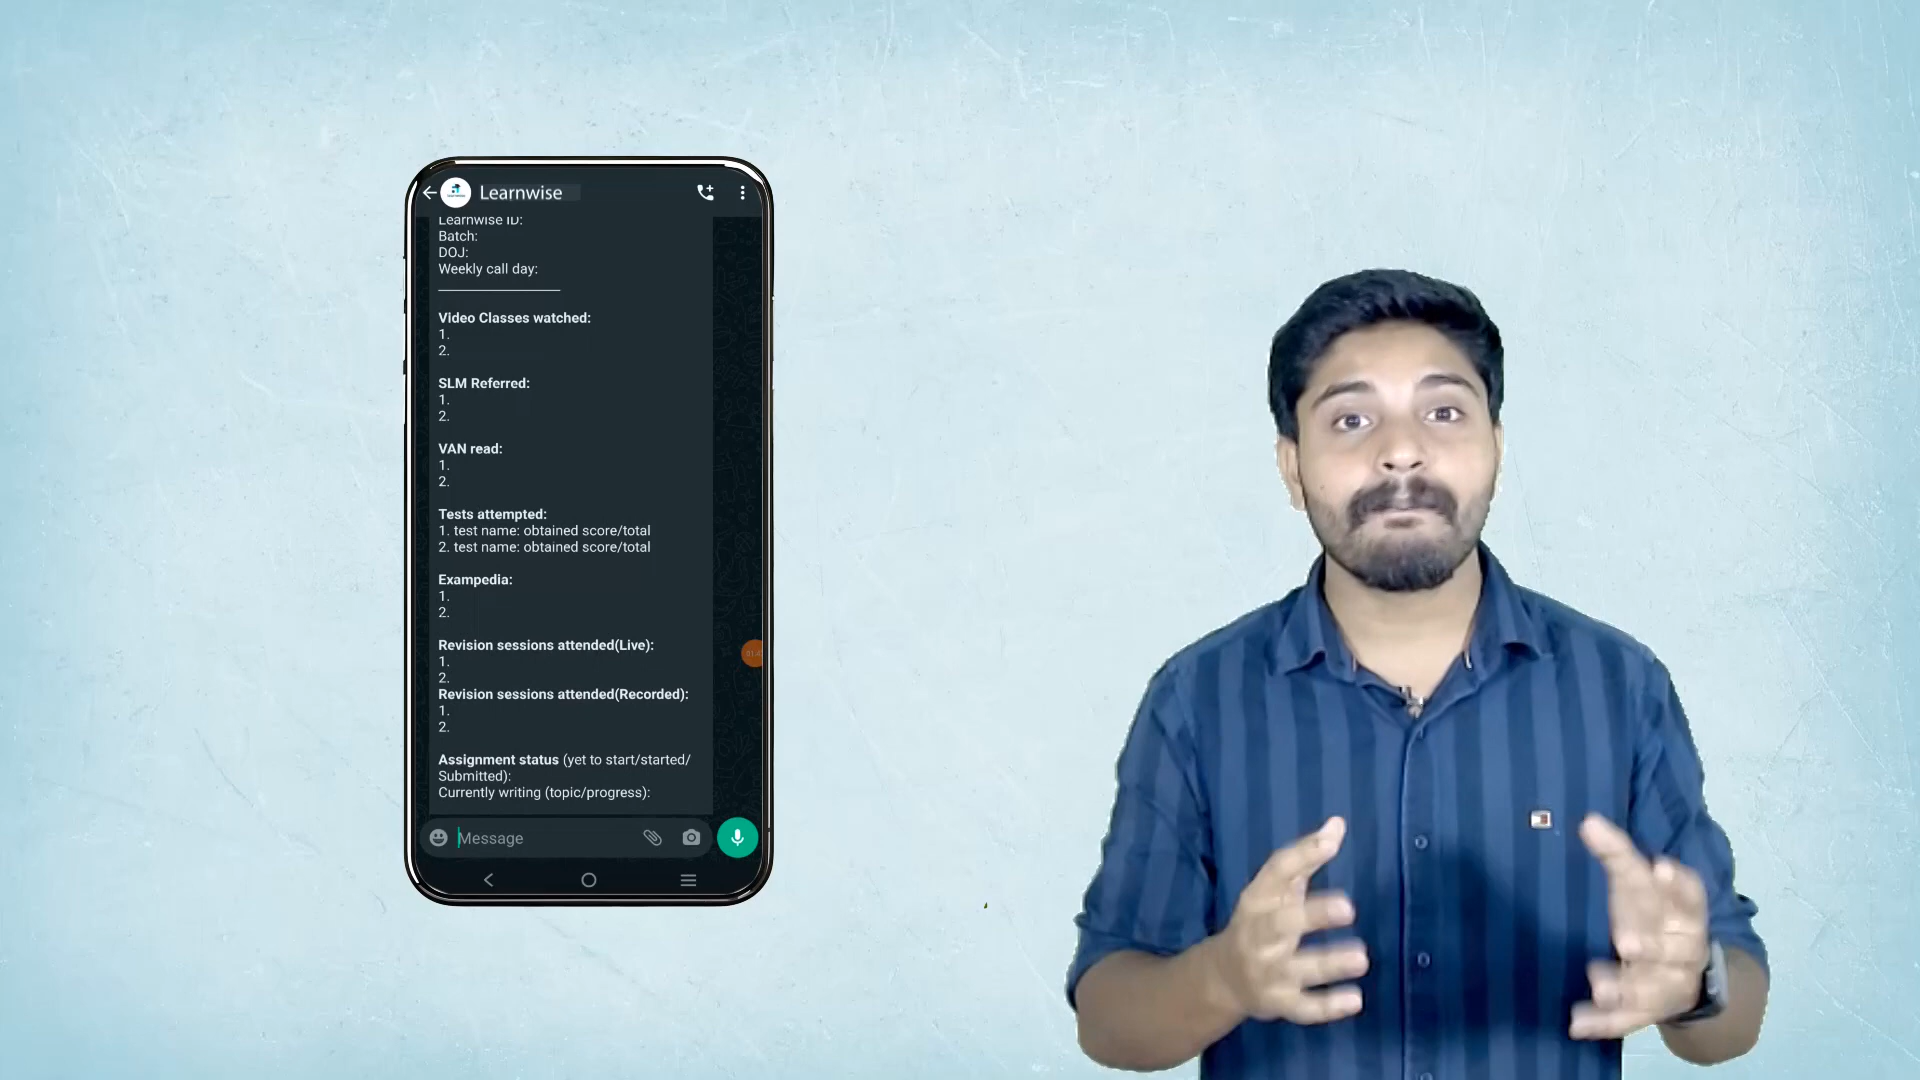 Learnwise
Learnwise ID:
Batch:
DOJ:
Weekly call day:
Video Classes watched:
1.
2.
SLM Referred:
1.
2.
VAN read:
1.
2.
Tests attempted:
1. test name: obtained score/total
2. test name: obtained score/total
Exampedia:
1.
2.
Revision sessions attended(Live):
1.
2.
Revision sessions attended(Recorded):
1.
2.
Assignment status (yet to start/started/
Submitted):
Currently writing (topic/progress):
Message